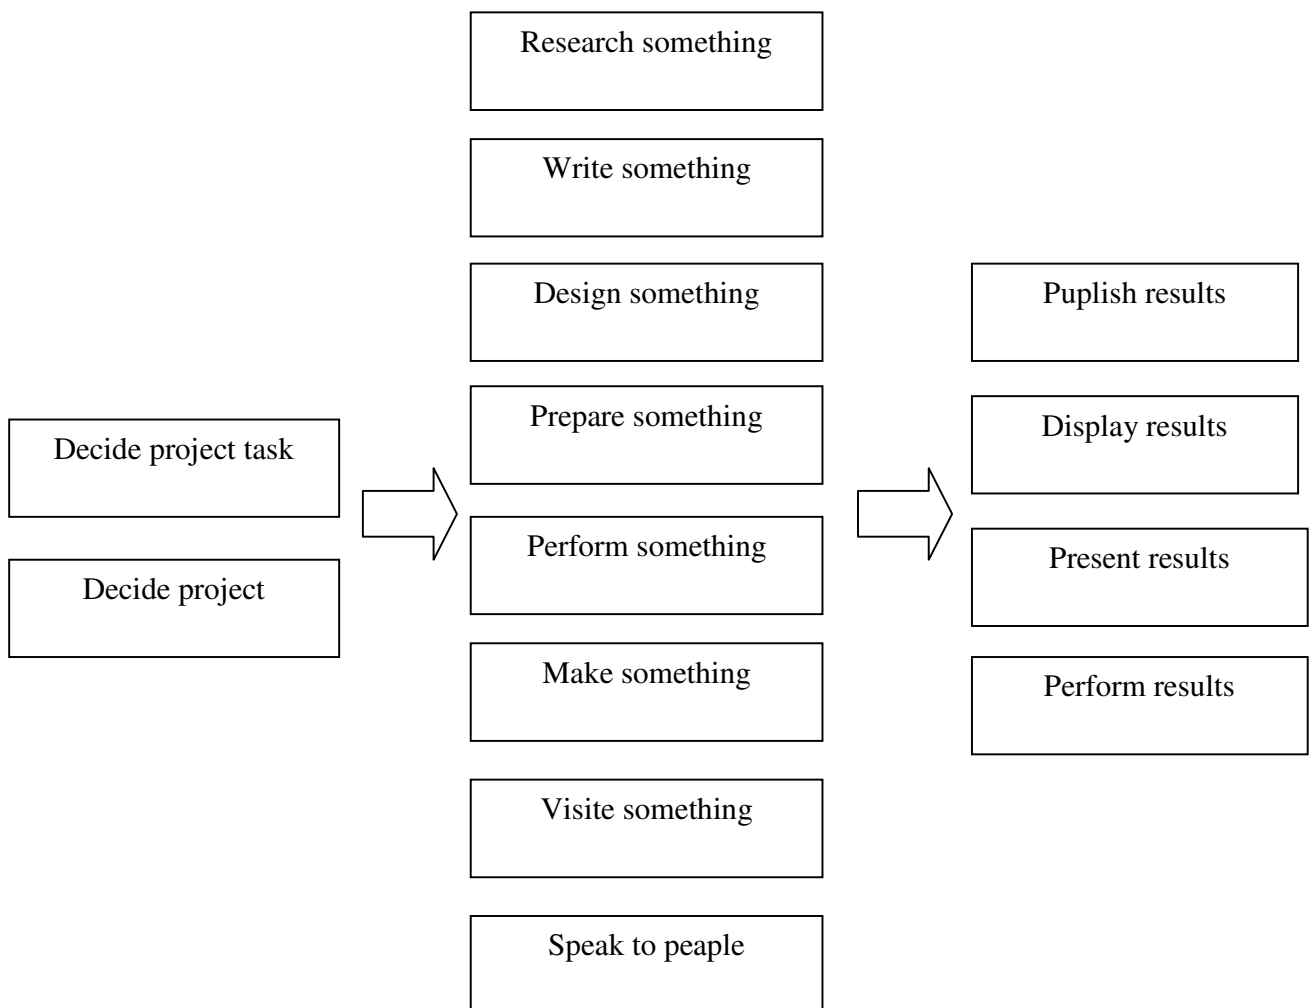 Decide project task
Decide project
Research something
Write something
Design something
Prepare something
Perform something
Make something
Visite something
Speak to peaple
Puplish results
Display results
Present results
Perform results